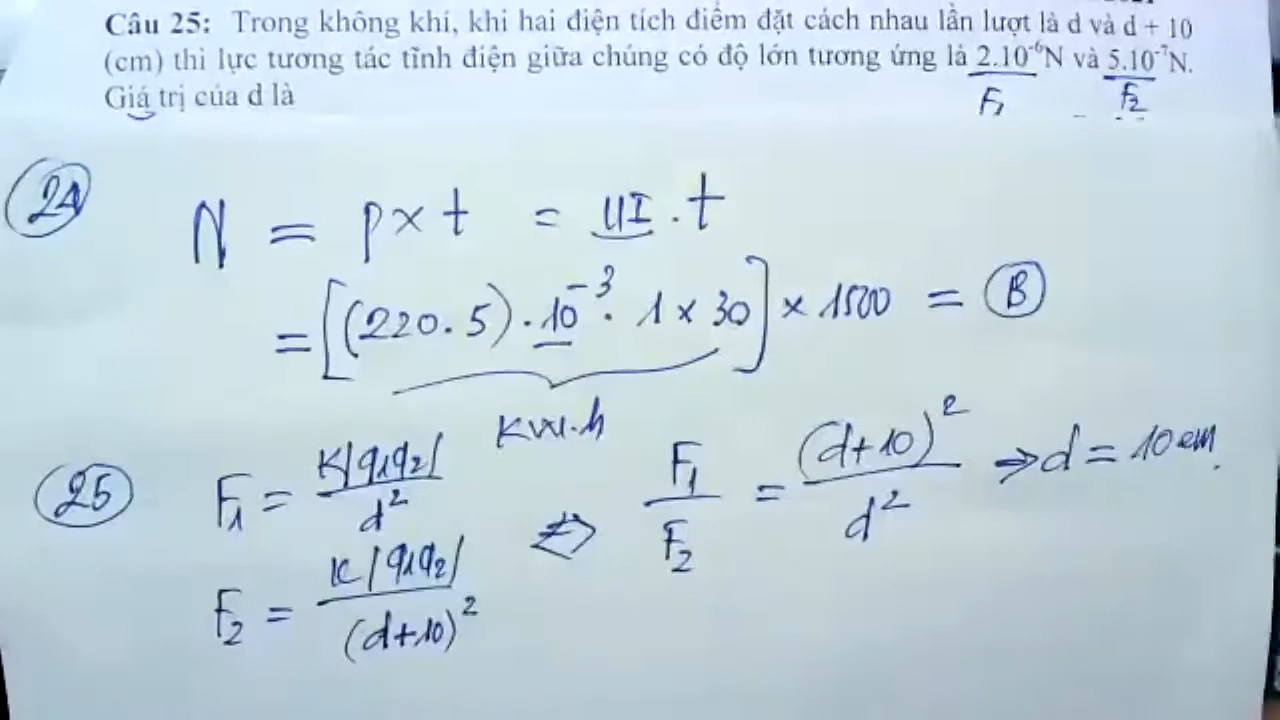 Câu 25: Trong không khí, khi hai điện tích điểm đặt cách nhau lần lượt là d và d + 10
(cm) thì lực tương tác tĩnh điện giữa chúng có độ lớn tương ứng là 2.10⁻⁶N và 5.10⁻⁷N.
Giá trị của d là
F₁ F₂
24
N = p × t = UI . t
= [(220.5).10⁻³. 1 × 30] × 1500 = B
KW.h
25
F₁ = K|q₁q₂| / d²
F₂ = K|q₁q₂| / (d+10)²
⇔ F₁ / F₂ = (d+10)² / d² ⇒ d = 10 cm.